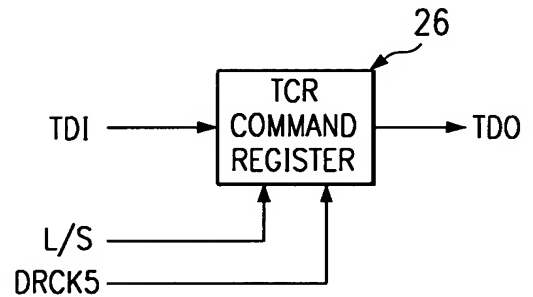 26
TCR
COMMAND
REGISTER
TDI
TDO
L/S
DRCK5